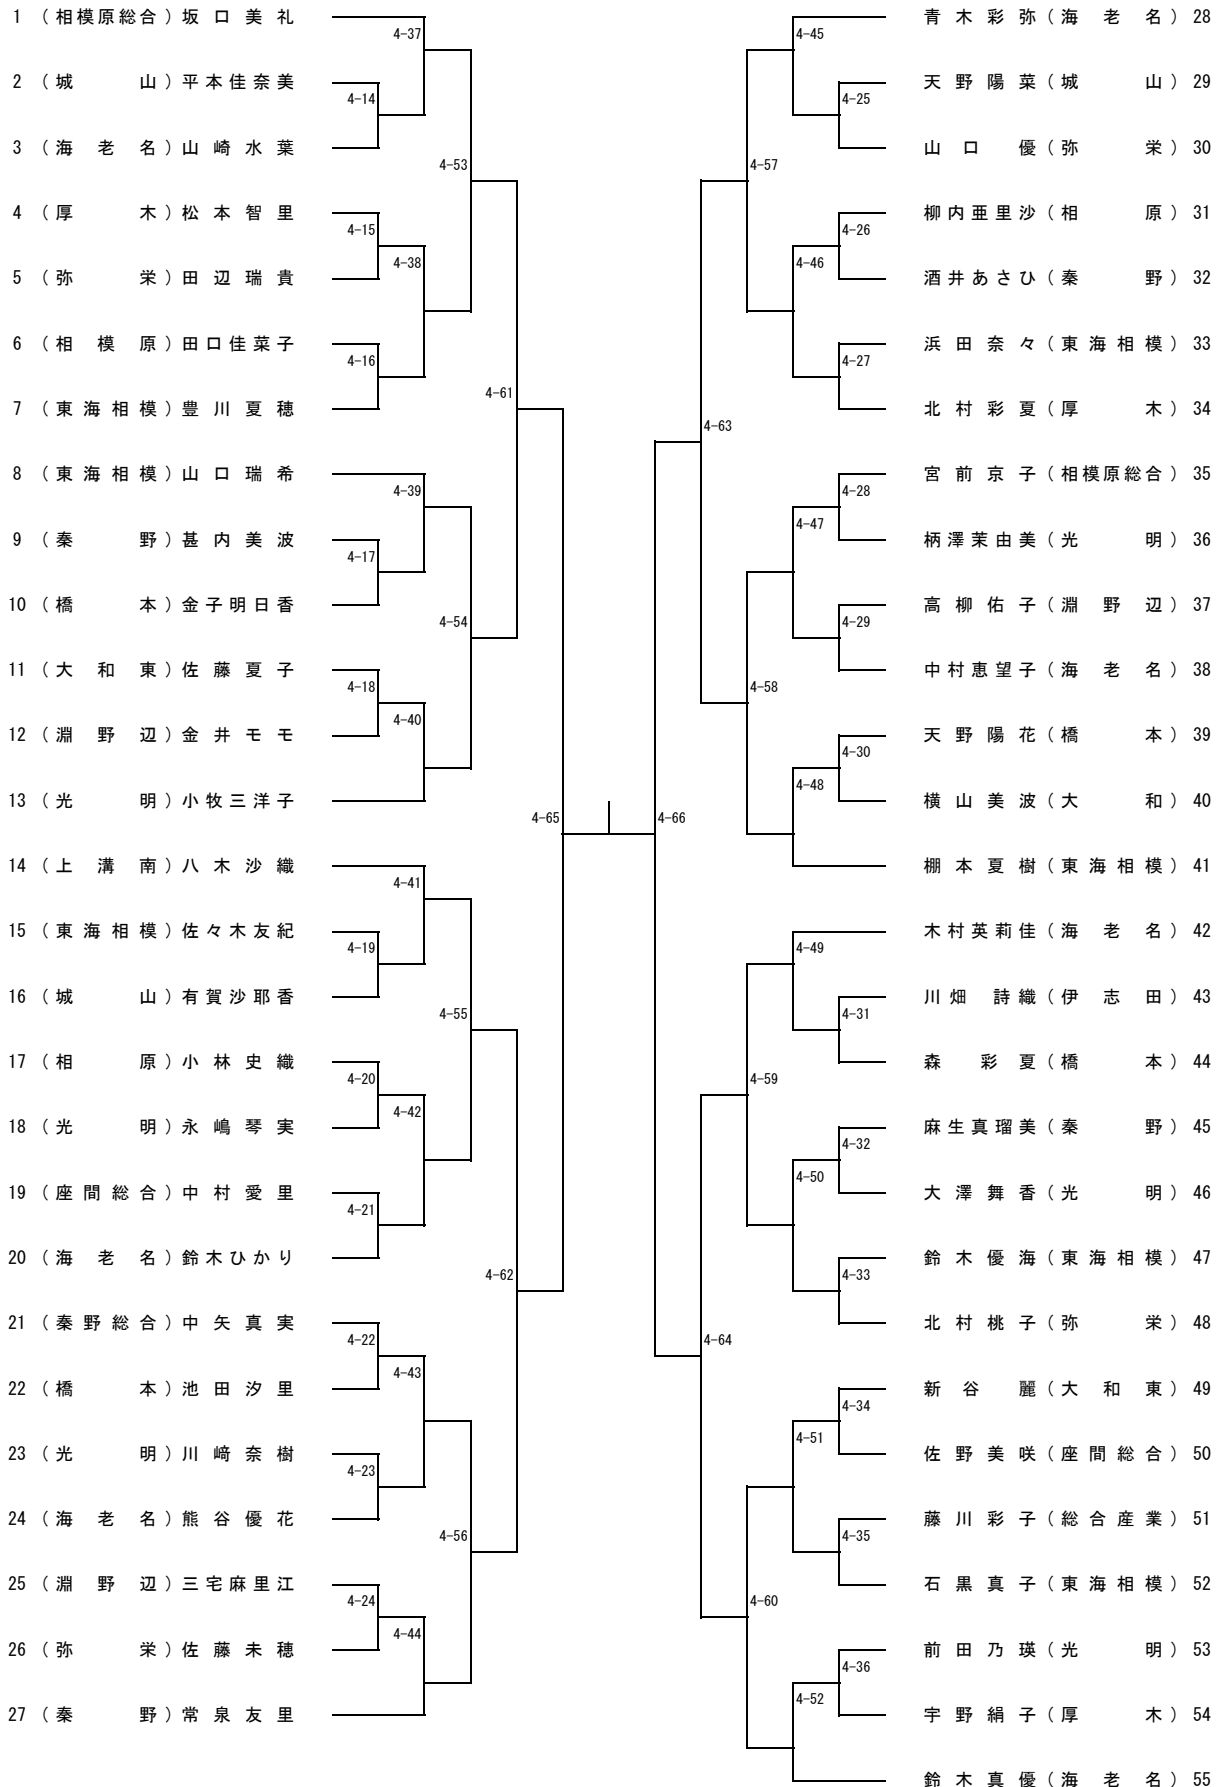 1 （相模原総合）坂口美礼
4-37
2 （城山）平本佳奈美
4-14
3 （海老名）山崎水葉
4-53
4 （厚木）松本智里
4-15
5 （弥栄）田辺瑞貴
4-38
6 （相模原）田口佳菜子
4-16
7 （東海相模）豊川夏穂
4-61
8 （東海相模）山口瑞希
4-39
9 （秦野）甚内美波
4-17
10 （橋本）金子明日香
4-54
11 （大和東）佐藤夏子
4-18
12 （淵野辺）金井モモ
4-40
13 （光明）小牧三洋子
4-65
14 （上溝南）八木沙織
4-41
15 （東海相模）佐々木友紀
4-19
16 （城山）有賀沙耶香
4-55
17 （相原）小林史織
4-20
18 （光明）永嶋琴実
4-42
19 （座間総合）中村愛里
4-21
20 （海老名）鈴木ひかり
4-62
21 （秦野総合）中矢真実
4-22
22 （橋本）池田汐里
4-43
23 （光明）川﨑奈樹
4-23
24 （海老名）熊谷優花
4-56
25 （淵野辺）三宅麻里江
4-24
26 （弥栄）佐藤未穂
4-44
27 （秦野）常泉友里
青木彩弥（海老名）28
4-45
天野陽菜（城山）29
4-25
山口優（弥栄）30
4-57
柳内亜里沙（相原）31
4-26
酒井あさひ（秦野）32
4-46
浜田奈々（東海相模）33
4-27
北村彩夏（厚木）34
4-63
宮前京子（相模原総合）35
4-28
柄澤茉由美（光明）36
4-47
高柳佑子（淵野辺）37
4-29
中村恵望子（海老名）38
4-58
天野陽花（橋本）39
4-30
横山美波（大和）40
4-48
棚本夏樹（東海相模）41
4-66
木村英莉佳（海老名）42
4-49
川畑詩織（伊志田）43
4-31
森彩夏（橋本）44
4-59
麻生真瑠美（秦野）45
4-32
大澤舞香（光明）46
4-50
鈴木優海（東海相模）47
4-33
北村桃子（弥栄）48
4-64
新谷麗（大和東）49
4-34
佐野美咲（座間総合）50
4-51
藤川彩子（総合産業）51
4-35
石黒真子（東海相模）52
4-60
前田乃瑛（光明）53
4-36
宇野絹子（厚木）54
4-52
鈴木真優（海老名）55